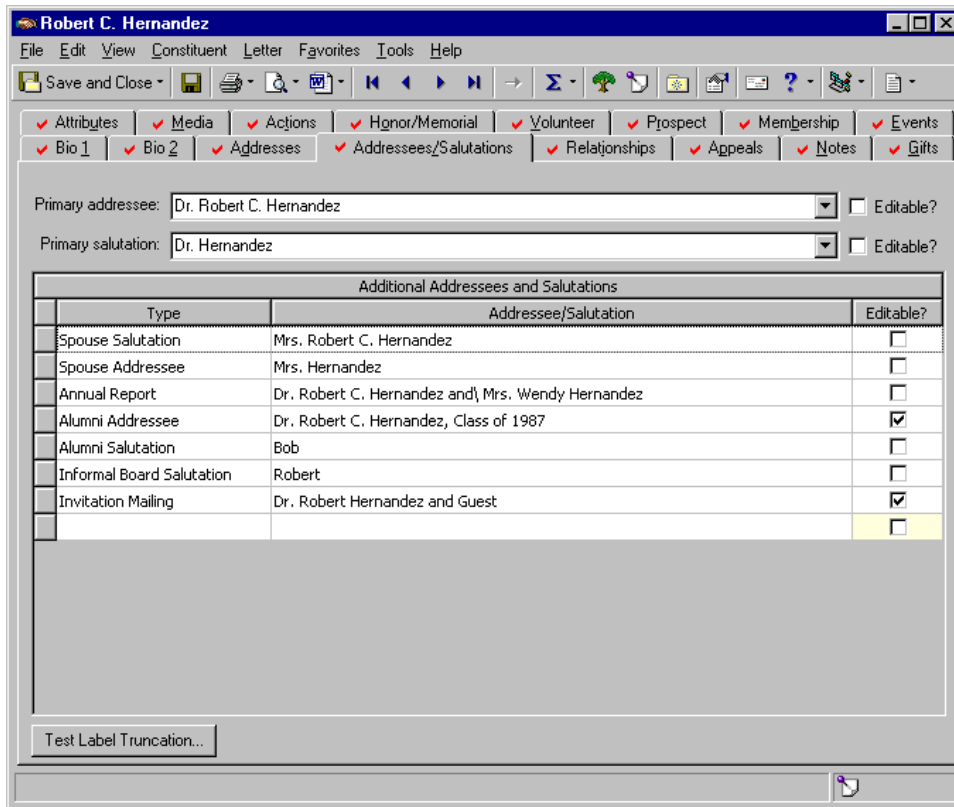 Robert C. Hernandez
File Edit View Constituent Letter Favorites Tools Help
Save and Close
Attributes Media Actions Honor/Memorial Volunteer Prospect Membership Events
Bio 1 Bio 2 Addresses Addressees/Salutations Relationships Appeals Notes Gifts
Primary addressee: Dr. Robert C. Hernandez Editable?
Primary salutation: Dr. Hernandez Editable?
Additional Addressees and Salutations
Type Addressee/Salutation Editable?
Spouse Salutation Mrs. Robert C. Hernandez
Spouse Addressee Mrs. Hernandez
Annual Report Dr. Robert C. Hernandez and\ Mrs. Wendy Hernandez
Alumni Addressee Dr. Robert C. Hernandez, Class of 1987
Alumni Salutation Bob
Informal Board Salutation Robert
Invitation Mailing Dr. Robert Hernandez and Guest
Test Label Truncation...